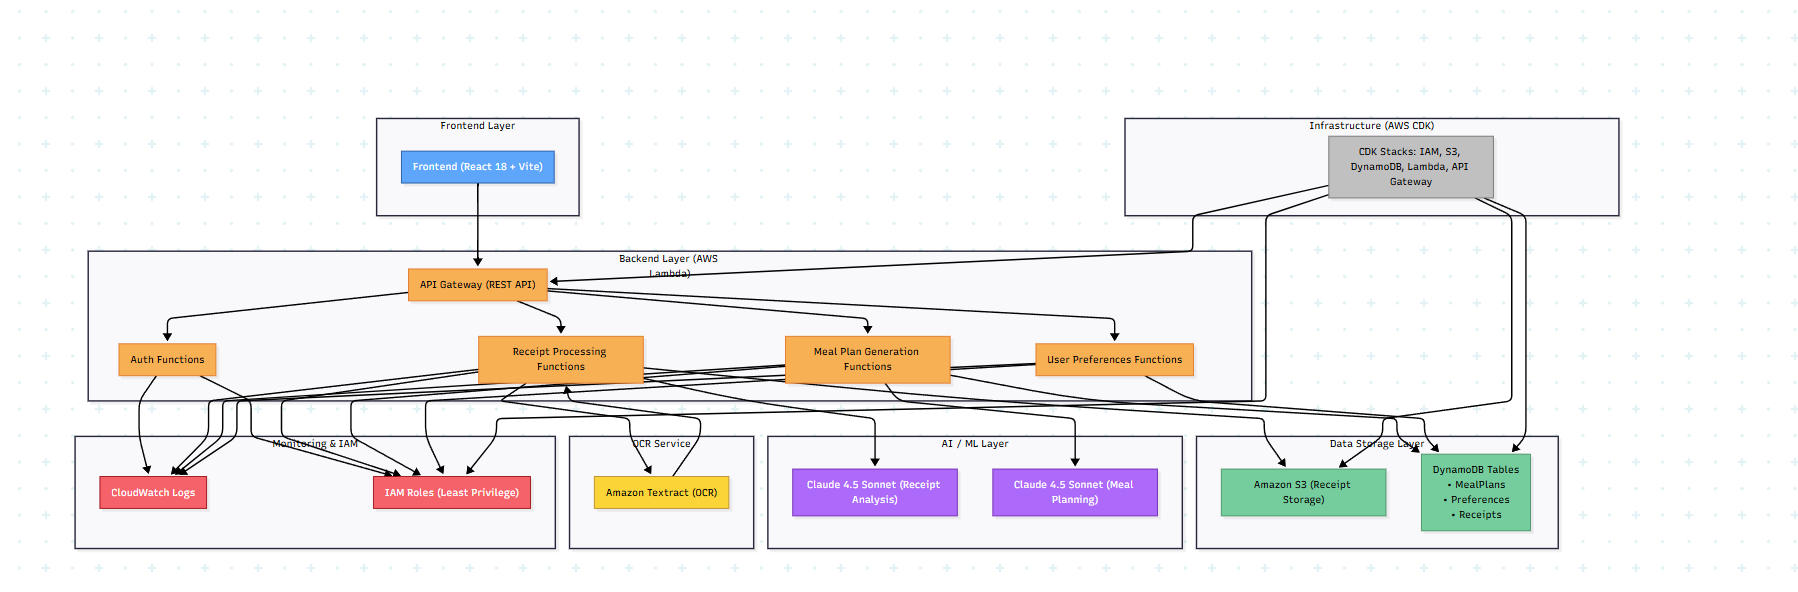 Frontend Layer
Frontend (React 18 + Vite)
Infrastructure (AWS CDK)
CDK Stacks: IAM, S3,
DynamoDB, Lambda, API
Gateway
Backend Layer (AWS
Lambda)
API Gateway (REST API)
Auth Functions
Receipt Processing
Functions
Meal Plan Generation
Functions
User Preferences Functions
Monitoring & IAM
CloudWatch Logs
IAM Roles (Least Privilege)
OCR Service
Amazon Textract (OCR)
AI / ML Layer
Claude 4.5 Sonnet (Receipt
Analysis)
Claude 4.5 Sonnet (Meal
Planning)
Data Storage Layer
Amazon S3 (Receipt
Storage)
DynamoDB Tables
• MealPlans
• Preferences
• Receipts